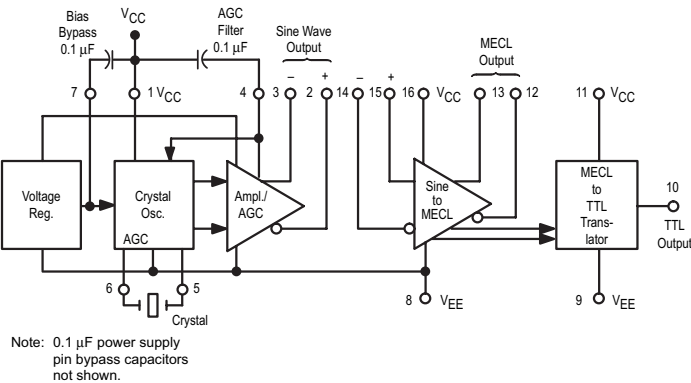 Bias
Bypass
0.1 μF
VCC
AGC
Filter
0.1 μF
Sine Wave
Output
MECL
Output
– + – +
7 1 VCC 4 3 2 14 15 16 VCC 13 12 11 VCC
Voltage
Reg.
Crystal
Osc.
AGC
Ampl./
AGC
Sine
to
MECL
MECL
to
TTL
Trans-
lator
10
TTL
Output
6 5
Crystal
8 VEE
9 VEE
Note: 0.1 μF power supply
pin bypass capacitors
not shown.